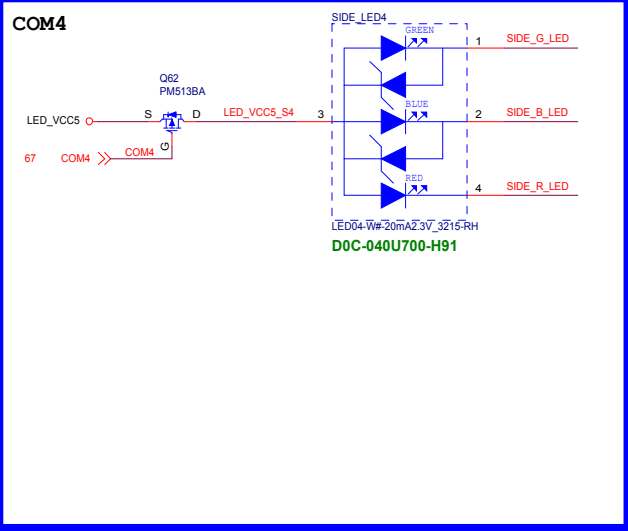 COM4
SIDE_LED4
GREEN
1
SIDE_G_LED
Q62
PM513BA
LED_VCC5
S
D
LED_VCC5_S4
3
BLUE
2
SIDE_B_LED
G
67
COM4
COM4
RED
4
SIDE_R_LED
LED04-W#-20mA2.3V_3215-RH
D0C-040U700-H91